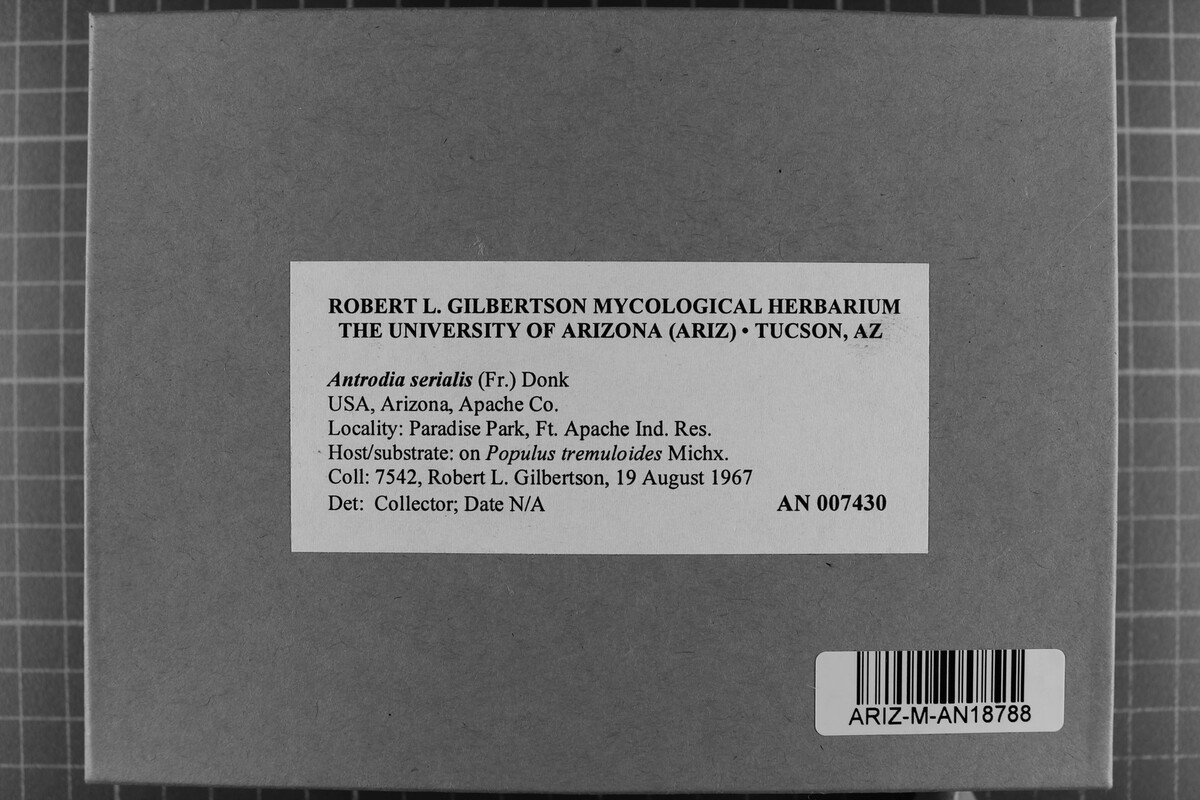 ROBERT L. GILBERTSON MYCOLOGICAL HERBARIUM
THE UNIVERSITY OF ARIZONA (ARIZ) • TUCSON, AZ
Antrodia serialis (Fr.) Donk
USA, Arizona, Apache Co.
Locality: Paradise Park, Ft. Apache Ind. Res.
Host/substrate: on Populus tremuloides Michx.
Coll: 7542, Robert L. Gilbertson, 19 August 1967
Det: Collector; Date N/A AN 007430
ARIZ-M-AN18788